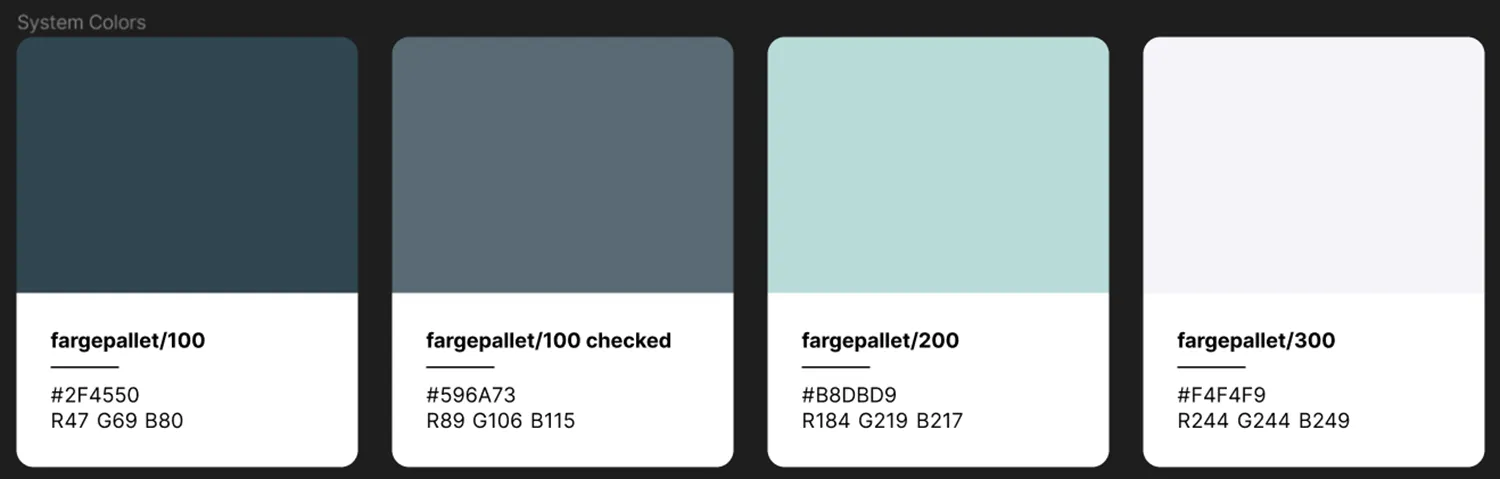 System Colors
fargepallet/100
#2F4550
R47 G69 B80
fargepallet/100 checked
#596A73
R89 G106 B115
fargepallet/200
#B8DBD9
R184 G219 B217
fargepallet/300
#F4F4F9
R244 G244 B249